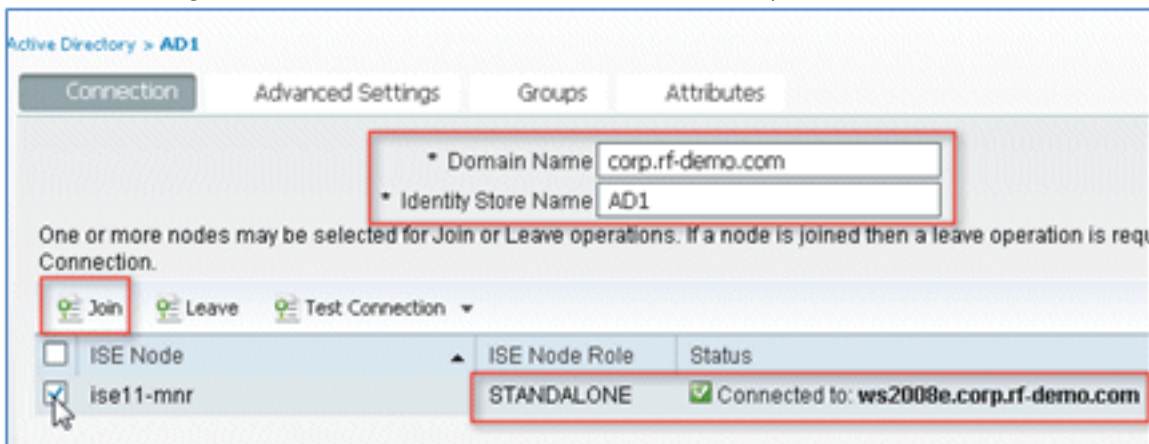 Active Directory > AD1
Connection Advanced Settings Groups Attributes
* Domain Name corp.rf-demo.com
* Identity Store Name AD1
One or more nodes may be selected for Join or Leave operations. If a node is joined then a leave operation is
Connection.
Join Leave Test Connection
ISE Node ISE Node Role Status
ise11-mnr STANDALONE Connected to: ws2008e.corp.rf-demo.com